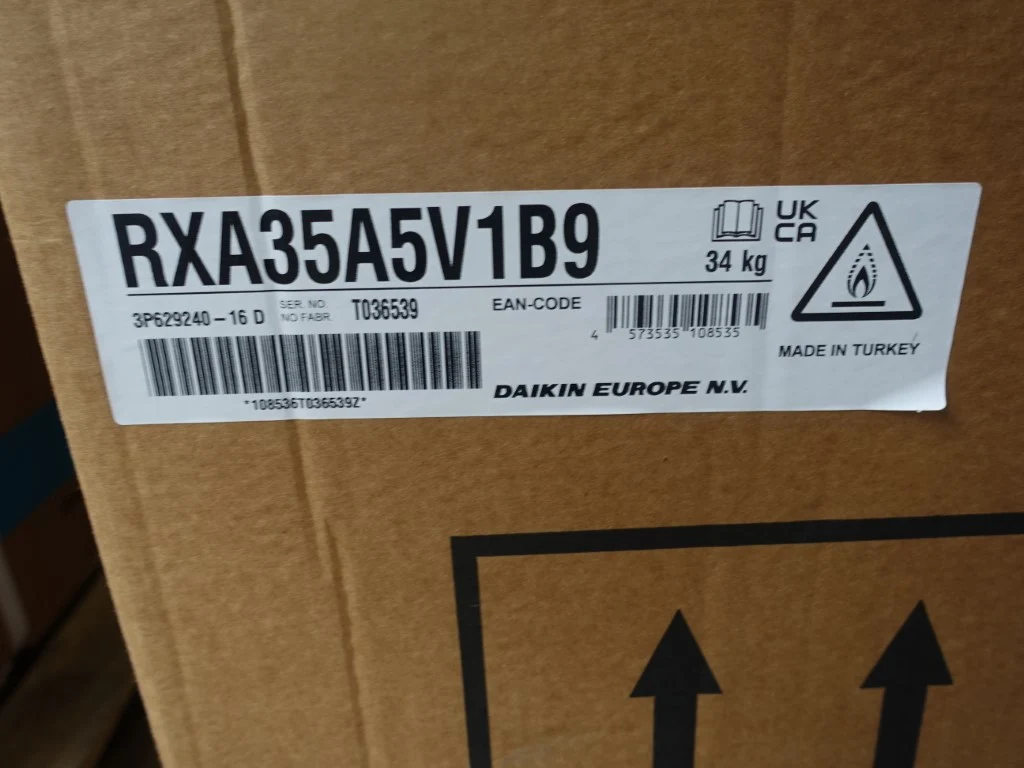 RXA35A5V1B9
34 kg
UK
CA
3P629240-16 D
SER. NO.
NO FABR.
T036539
EAN-CODE
4 573535 108535
MADE IN TURKEY
*108536T036539Z*
DAIKIN EUROPE N.V.